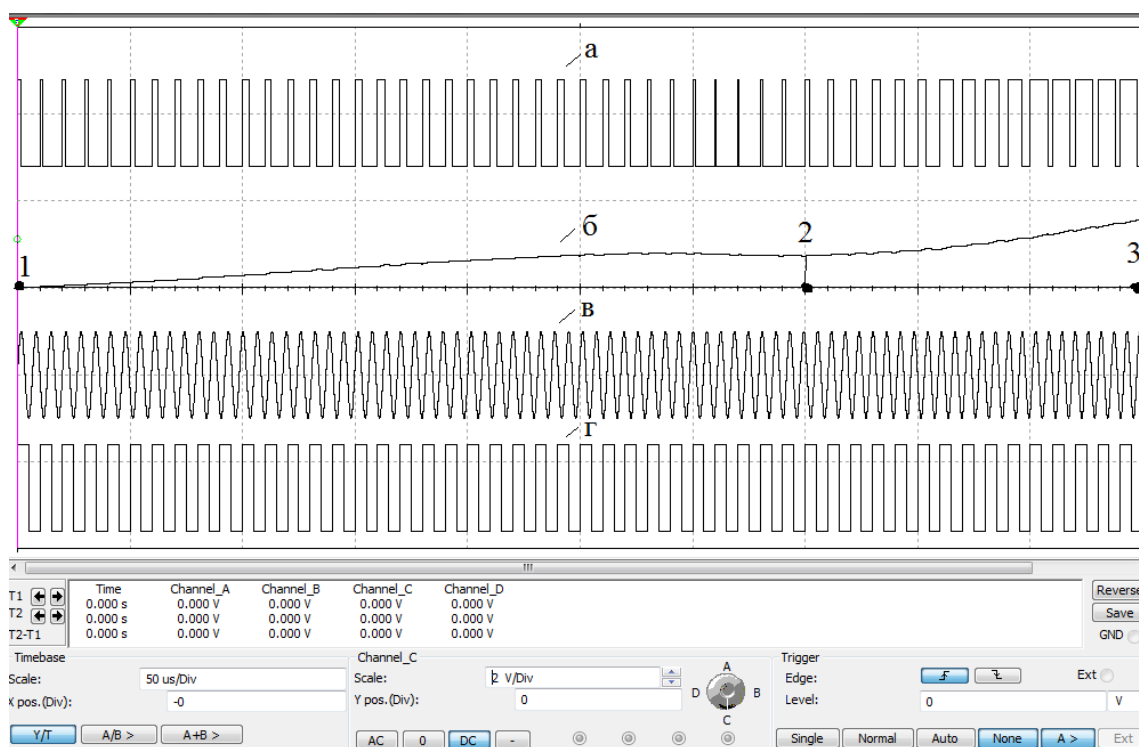 а
б
2
1
3
в
г
T1
T2
T2-T1
Time Channel_A Channel_B Channel_C Channel_D
0.000 s 0.000 V 0.000 V 0.000 V 0.000 V
0.000 s 0.000 V 0.000 V 0.000 V 0.000 V
0.000 s 0.000 V 0.000 V 0.000 V 0.000 V
Reverse
Save
GND
Timebase
Scale: 50 us/Div
X pos.(Div): -0
Y/T A/B > A+B >
Channel_C
Scale: 2 V/Div
Y pos.(Div): 0
AC 0 DC -
A
D B
C
Trigger
Edge: Ext
Level: 0 V
Single Normal Auto None A > Ext